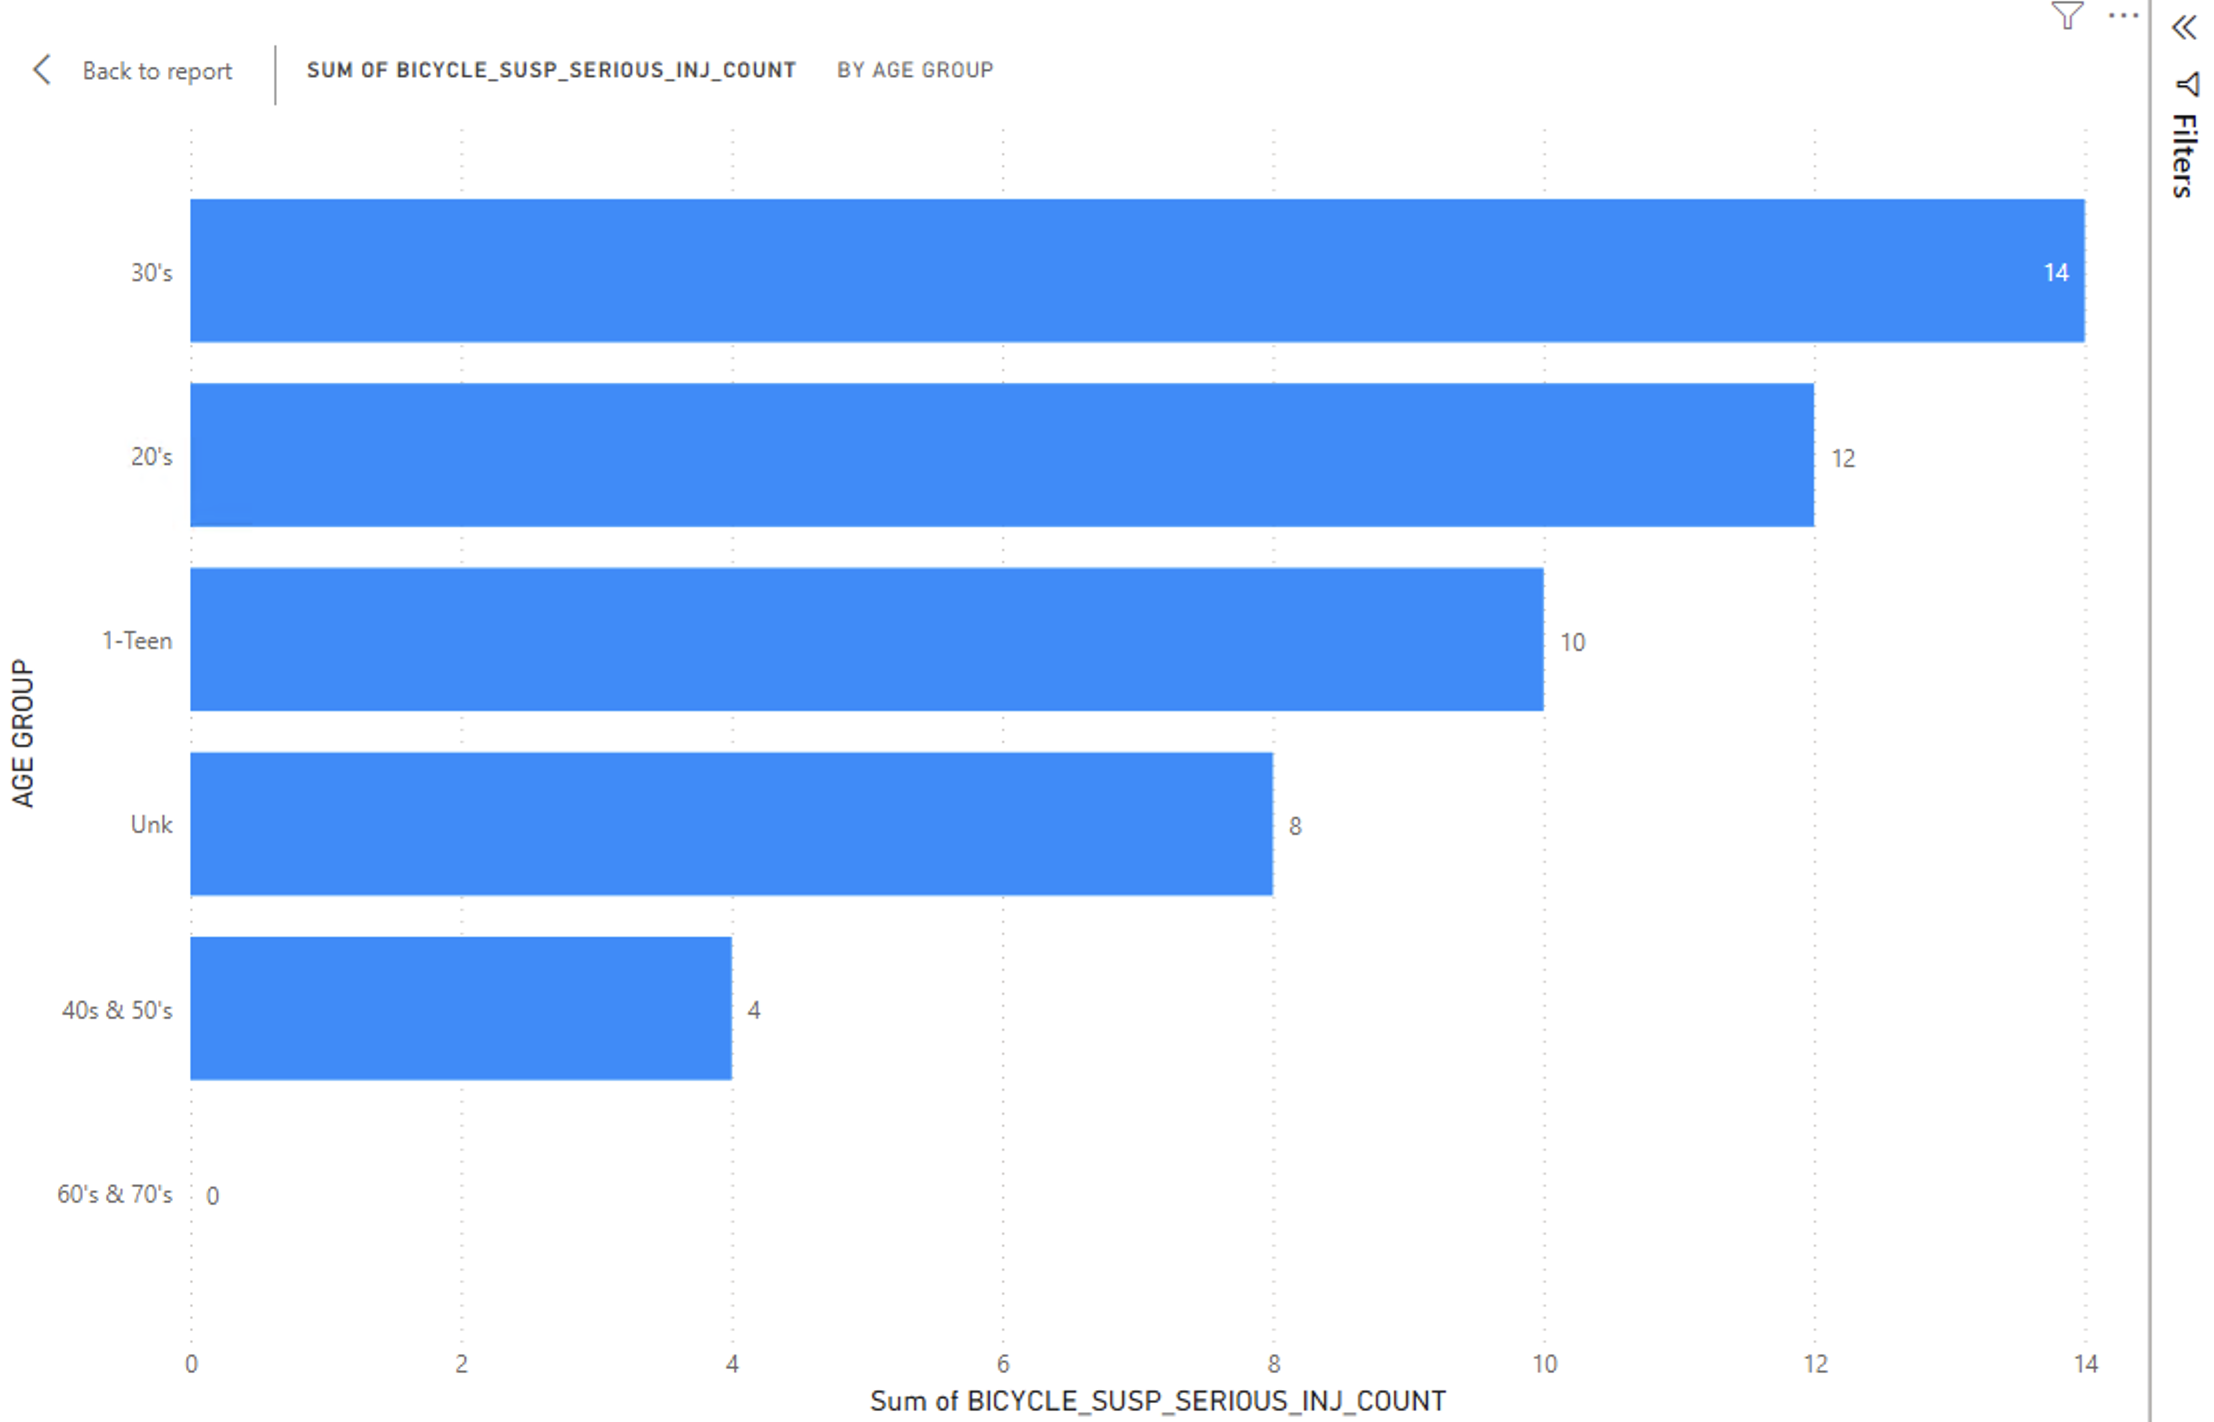 Back to report
SUM OF BICYCLE_SUSP_SERIOUS_INJ_COUNT BY AGE GROUP
Filters
AGE GROUP
30's 14
20's 12
1-Teen 10
Unk 8
40s & 50's 4
60's & 70's 0
0 2 4 6 8 10 12 14
Sum of BICYCLE_SUSP_SERIOUS_INJ_COUNT